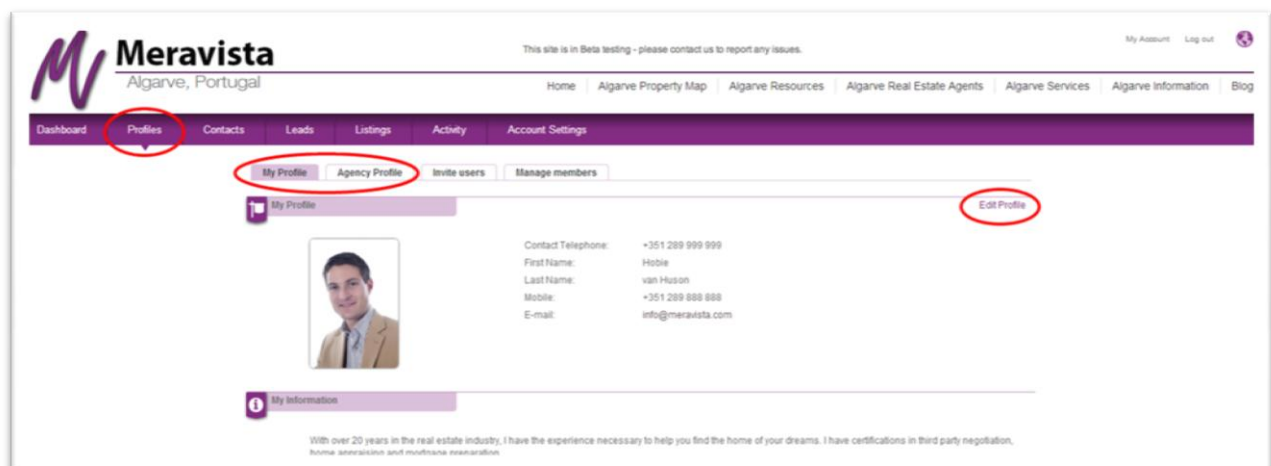 Meravista
Algarve, Portugal
This site is in Beta testing - please contact us to report any issues.
My Account Log out
Home Algarve Property Map Algarve Resources Algarve Real Estate Agents Algarve Services Algarve Information Blog
Dashboard Profiles Contacts Leads Listings Activity Account Settings
My Profile Agency Profile Invite users Manage members
My Profile
Edit Profile
Contact Telephone: +351 289 999 999
First Name: Hobie
Last Name: van Huson
Mobile: +351 289 888 888
E-mail: info@meravista.com
My Information
With over 20 years in the real estate industry, I have the experience necessary to help you find the home of your dreams. I have certifications in third party negotiation,
home appraising and mortgage preparation